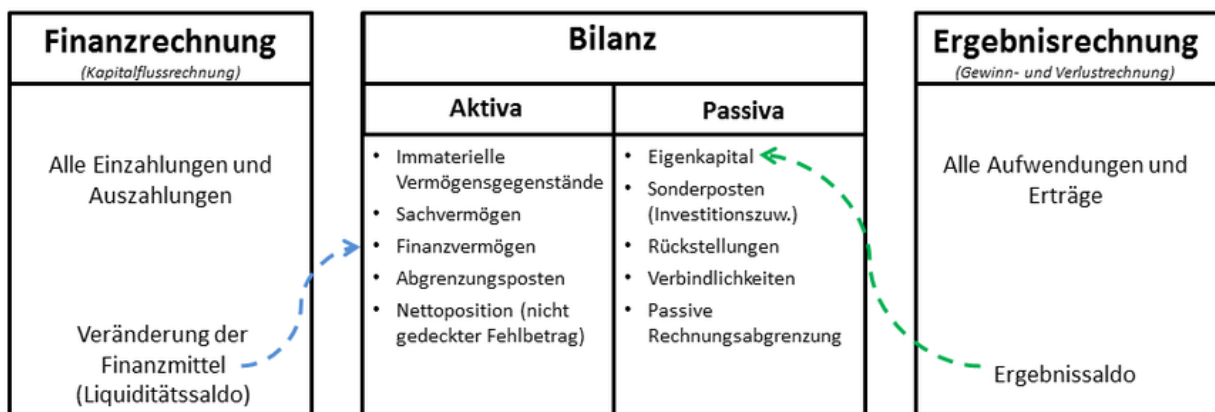 Finanzrechnung
(Kapitalflussrechnung)
Alle Einzahlungen und
Auszahlungen
Veränderung der
Finanzmittel
(Liquiditätssaldo)
Bilanz
Aktiva
• Immaterielle
Vermögensgegenstände
• Sachvermögen
• Finanzvermögen
• Abgrenzungsposten
• Nettoposition (nicht
gedeckter Fehlbetrag)
Passiva
• Eigenkapital
• Sonderposten
(Investitionszuw.)
• Rückstellungen
• Verbindlichkeiten
• Passive
Rechnungsabgrenzung
Ergebnisrechnung
(Gewinn- und Verlustrechnung)
Alle Aufwendungen und
Erträge
Ergebnissaldo